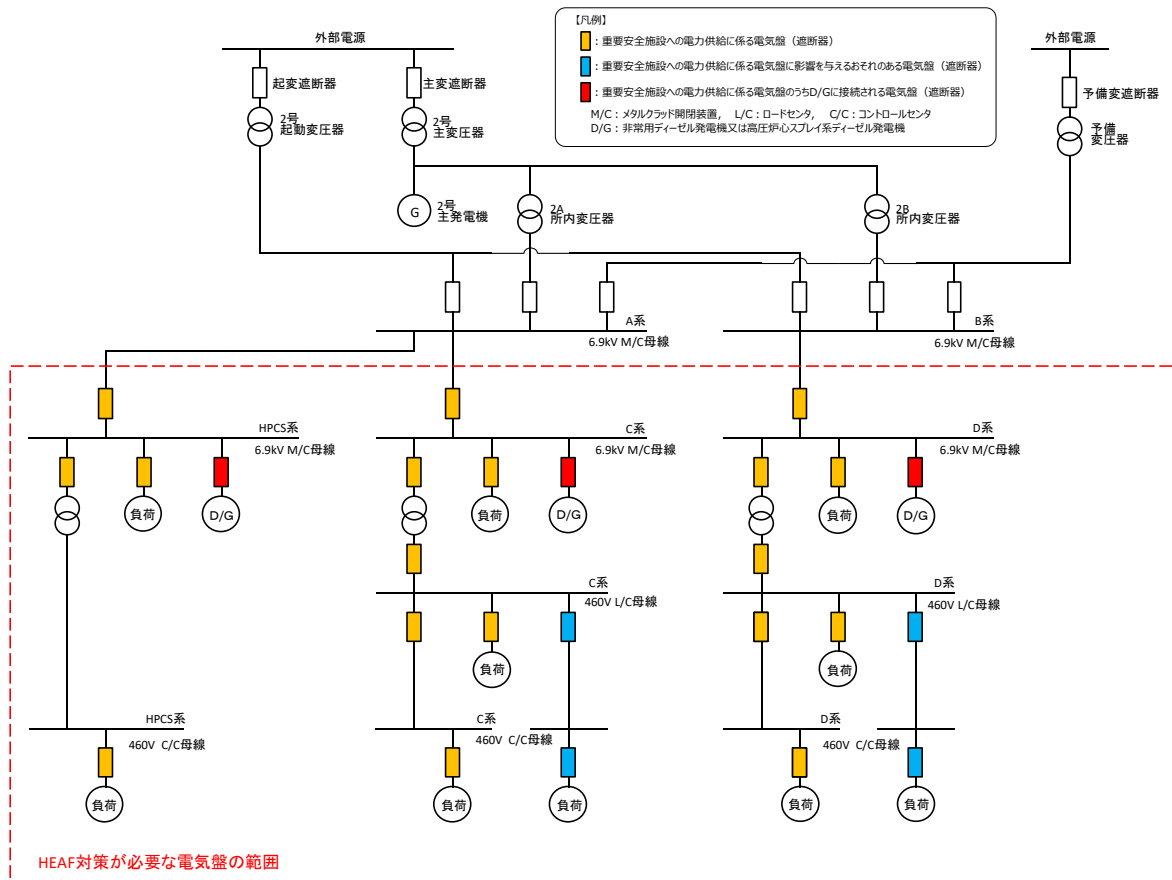 外部電源
起変遮断器
主変遮断器
2号
起動変圧器
2号
主変圧器
G
2号
主発電機
2A
所内変圧器
2B
所内変圧器
【凡例】
：重要安全施設への電力供給に係る電気盤（遮断器）
：重要安全施設への電力供給に係る電気盤に影響を与えるおそれのある電気盤（遮断器）
：重要安全施設への電力供給に係る電気盤のうちD/Gに接続される電気盤（遮断器）
M/C：メタルクラッド開閉装置， L/C：ロードセンタ， C/C：コントロールセンタ
D/G：非常用ディーゼル発電機又は高圧炉心スプレイ系ディーゼル発電機
外部電源
予備変遮断器
予備
変圧器
A系
6.9kV M/C母線
B系
6.9kV M/C母線
HPCS系
6.9kV M/C母線
C系
6.9kV M/C母線
D系
6.9kV M/C母線
負荷
D/G
負荷
D/G
負荷
D/G
C系
460V L/C母線
D系
460V L/C母線
負荷
負荷
HPCS系
460V C/C母線
C系
460V C/C母線
D系
460V C/C母線
負荷
負荷
負荷
負荷
負荷
HEAF対策が必要な電気盤の範囲